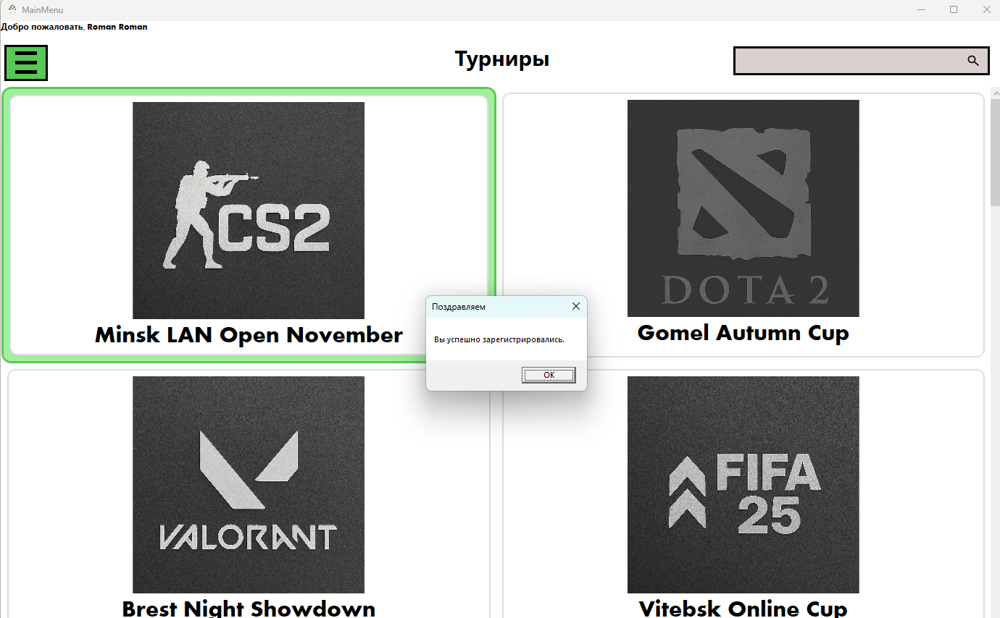 MainMenu
Добро пожаловать, Roman Roman
Турниры
CS2
DOTA 2
Minsk LAN Open November
Gomel Autumn Cup
Поздравляем
Вы успешно зарегистрировались.
OK
VALORANT
FIFA
25
Brest Night Showdown
Vitebsk Online Cup